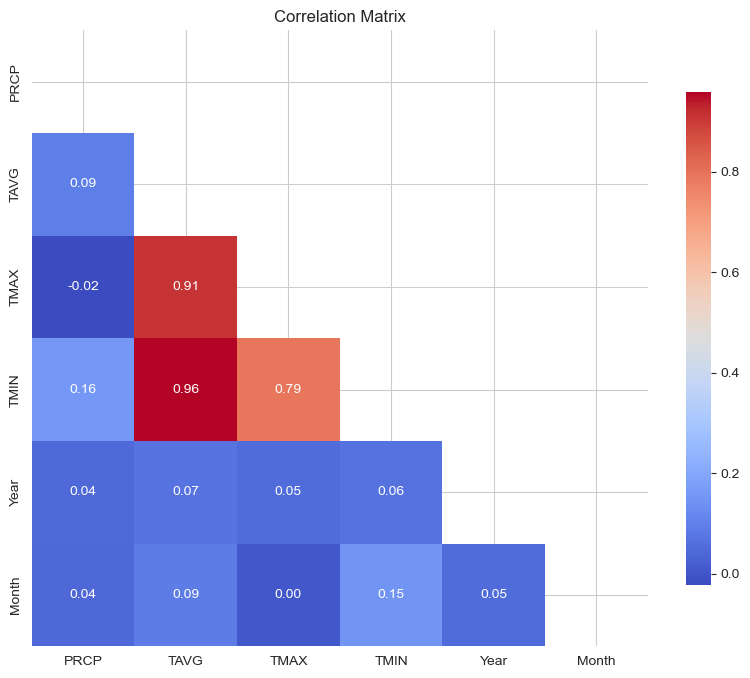 Correlation Matrix
PRCP
TAVG
0.09
TMAX
-0.02 0.91
TMIN
0.16 0.96 0.79
Year
0.04 0.07 0.05 0.06
Month
0.04 0.09 0.00 0.15 0.05
PRCP TAVG TMAX TMIN Year Month
0.8
0.6
0.4
0.2
0.0